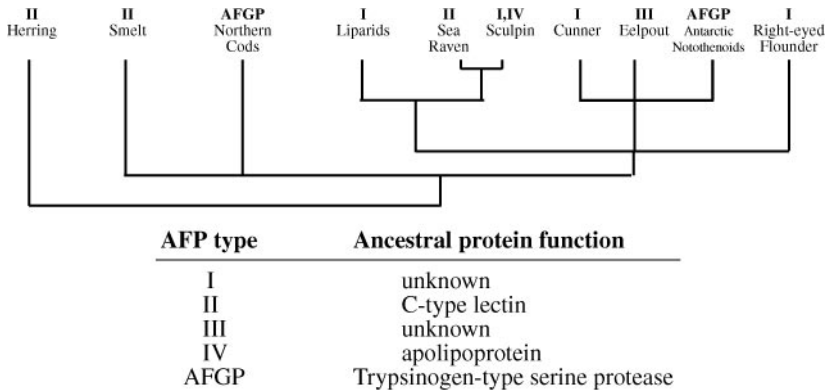 II II AFGP I II I,IV I III AFGP I
Herring Smelt Northern Liparids Sea Sculpin Cunner Eelpout Antarctic Right-eyed
Cods Raven Notothenoids Flounder
AFP type Ancestral protein function
I unknown
II C-type lectin
III unknown
IV apolipoprotein
AFGP Trypsinogen-type serine protease